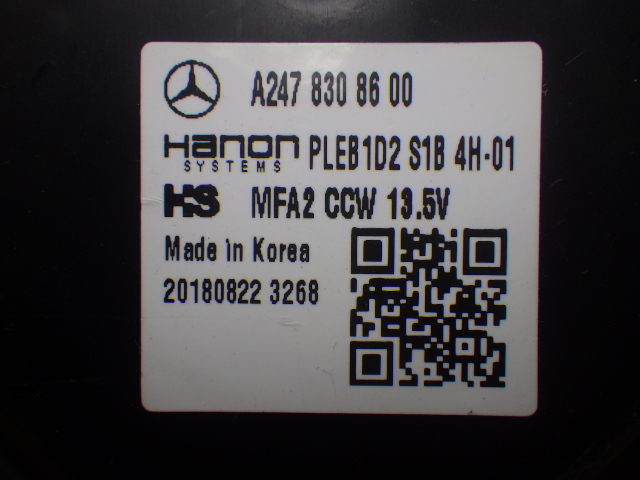 A247 830 86 00
Hanon SYSTEMS PLEB1D2 S1B 4H-01
HS MFA2 CCW 13.5V
Made in Korea
20180822 3268